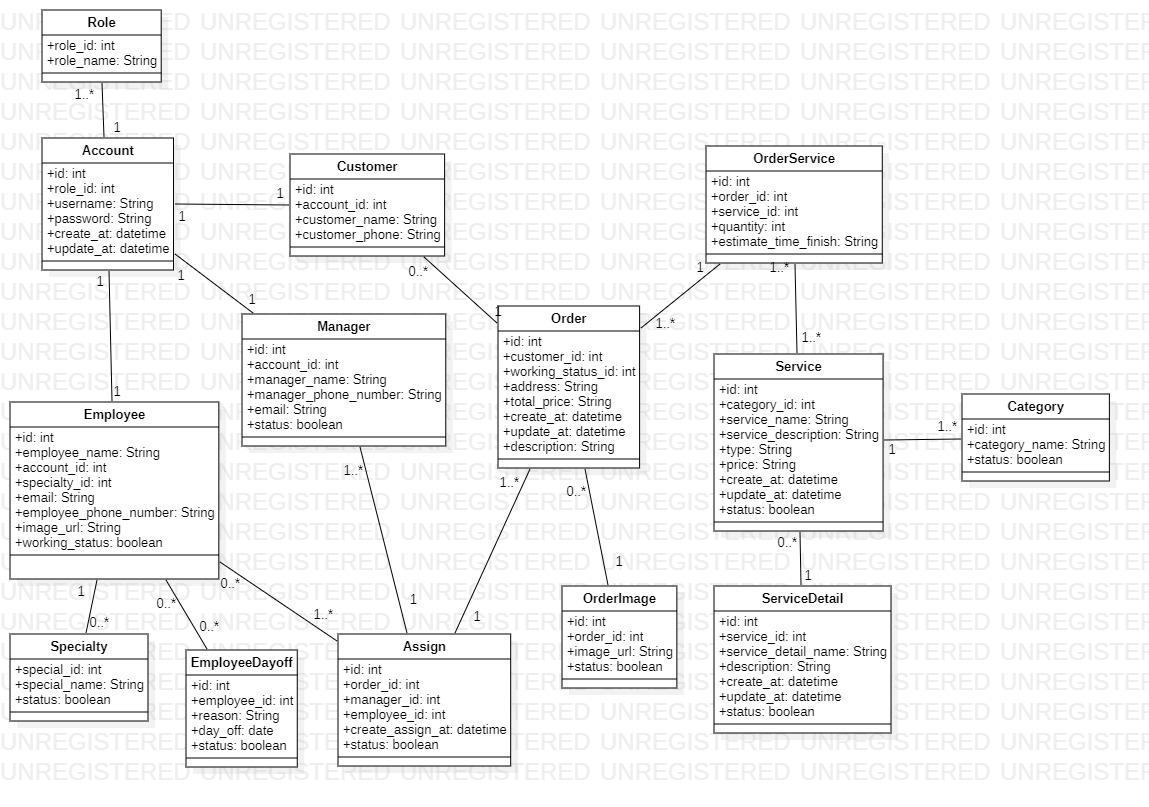 Role
+role_id: int
+role_name: String
1..*
1
Account
+id: int
+role_id: int
+username: String
+password: String
+create_at: datetime
+update_at: datetime
1
1
Customer
+id: int
+account_id: int
+customer_name: String
+customer_phone: String
OrderService
+id: int
+order_id: int
+service_id: int
+quantity: int
+estimate_time_finish: String
1
1
1
1
0..*
1
1
1..*
1..*
1..*
Manager
+id: int
+account_id: int
+manager_name: String
+manager_phone_number: String
+email: String
+status: boolean
Order
+id: int
+customer_id: int
+working_status_id: int
+address: String
+total_price: String
+create_at: datetime
+update_at: datetime
+description: String
Service
+id: int
+category_id: int
+service_name: String
+service_description: String
+type: String
+price: String
+create_at: datetime
+update_at: datetime
+status: boolean
1
1..*
Category
+id: int
+category_name: String
+status: boolean
Employee
+id: int
+employee_name: String
+account_id: int
+specialty_id: int
+email: String
+employee_phone_number: String
+image_url: String
+working_status: boolean
1
0..*
0..*
0..*
0..*
1..*
1..*
1
1..*
1
0..*
1
0..*
1
Specialty
+special_id: int
+special_name: String
+status: boolean
EmployeeDayoff
+id: int
+employee_id: int
+reason: String
+day_off: date
+status: boolean
Assign
+id: int
+order_id: int
+manager_id: int
+employee_id: int
+create_assign_at: datetime
+status: boolean
OrderImage
+id: int
+order_id: int
+image_url: String
+status: boolean
ServiceDetail
+id: int
+service_id: int
+service_detail_name: String
+description: String
+create_at: datetime
+update_at: datetime
+status: boolean
UNREGISTERED